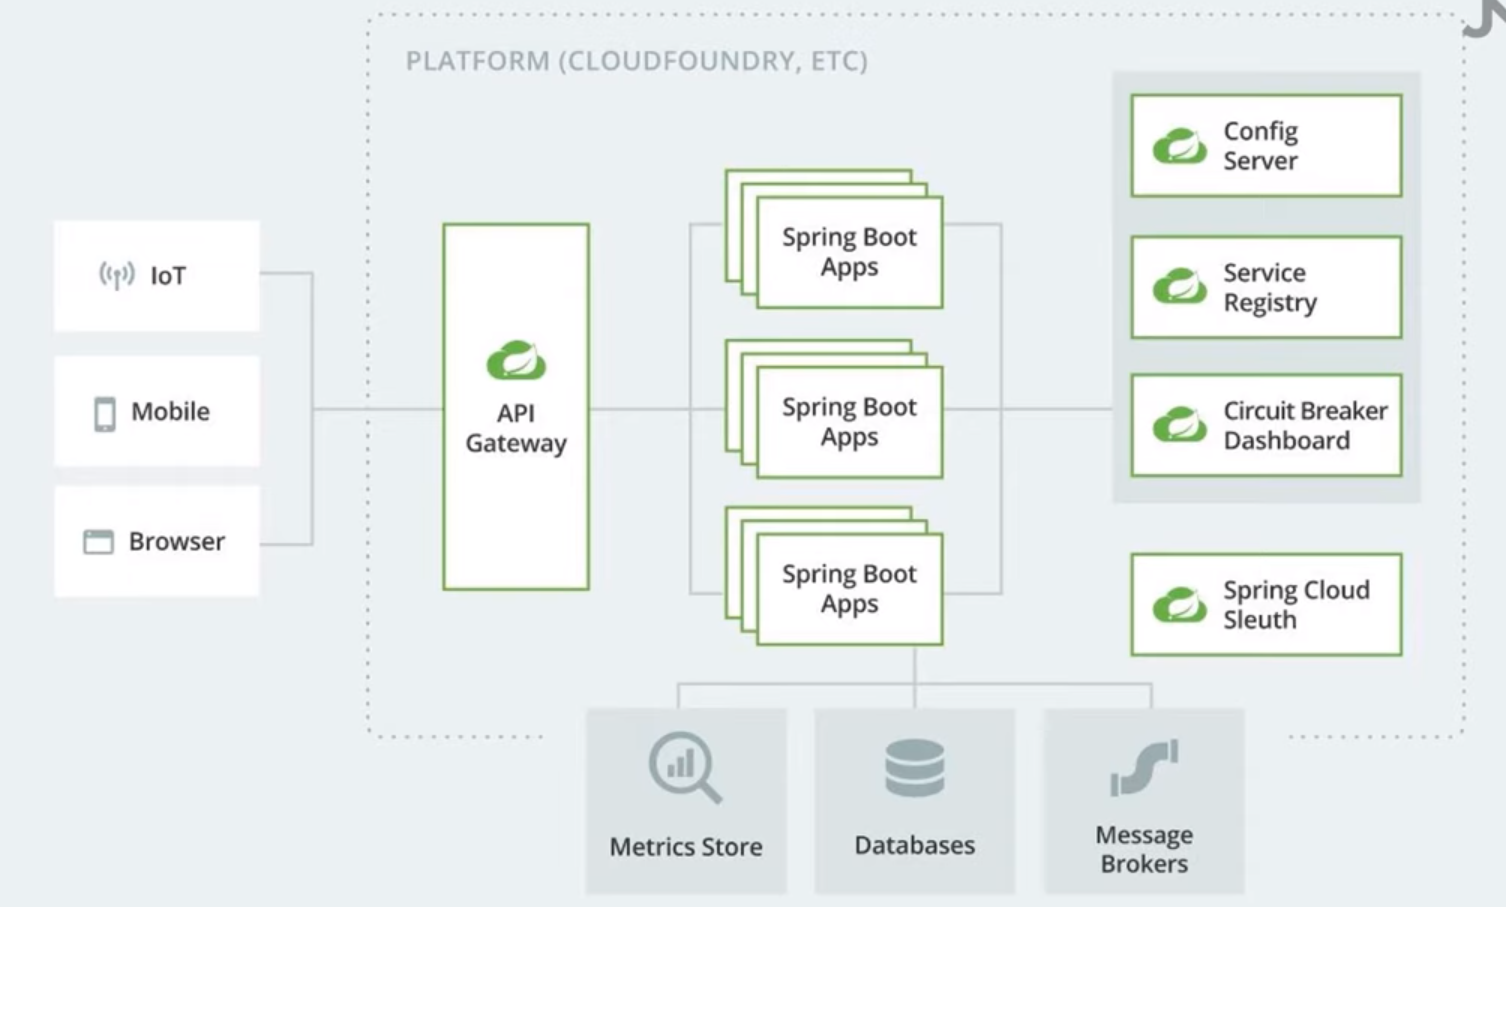 PLATFORM (CLOUDFOUNDRY, ETC)
IoT
Mobile
Browser
API
Gateway
Spring Boot
Apps
Spring Boot
Apps
Spring Boot
Apps
Config
Server
Service
Registry
Circuit Breaker
Dashboard
Spring Cloud
Sleuth
Metrics Store
Databases
Message
Brokers